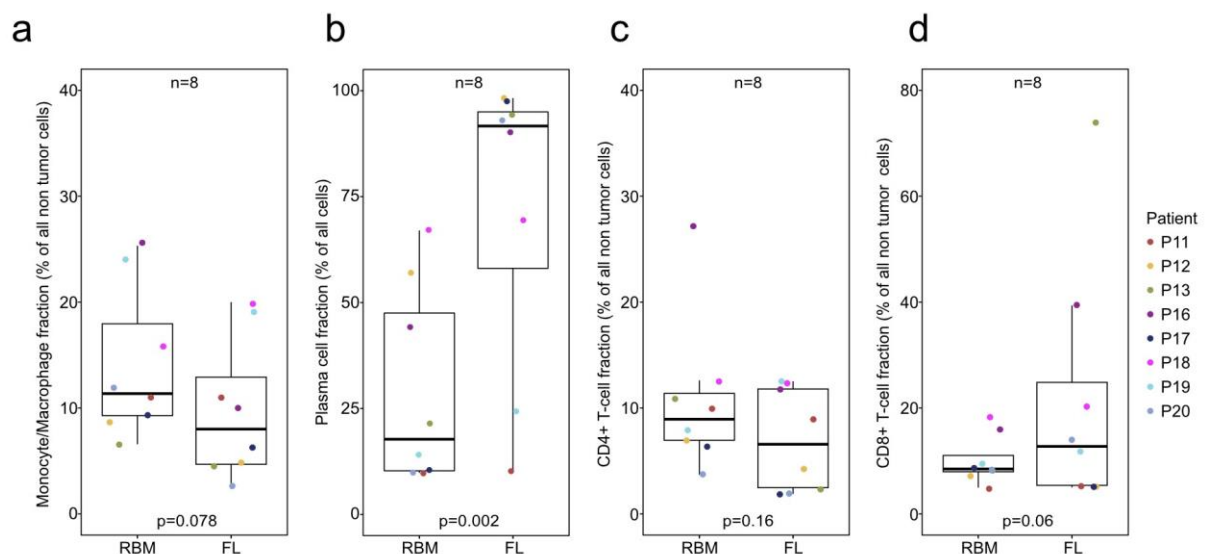 a
Monocyte/Macrophage fraction (% of all non tumor cells)
40
30
20
10
0
n=8
p=0.078
RBM FL
b
Plasma cell fraction (% of all cells)
100
75
50
25
0
n=8
p=0.002
RBM FL
c
CD4+ T-cell fraction (% of all non tumor cells)
40
30
20
10
0
n=8
p=0.16
RBM FL
d
CD8+ T-cell fraction (% of all non tumor cells)
80
60
40
20
0
n=8
p=0.06
RBM FL
Patient
P11
P12
P13
P16
P17
P18
P19
P20